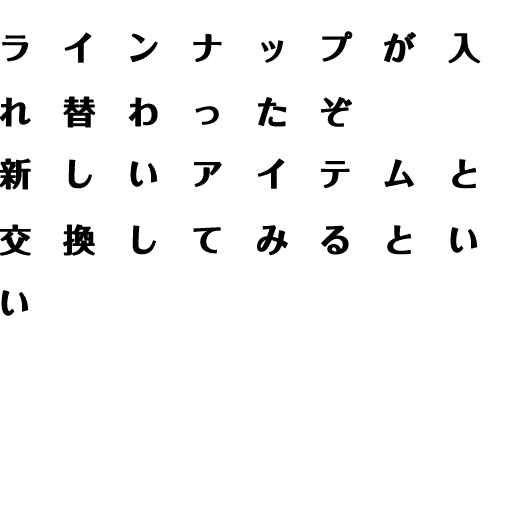 ラインナップが入
れ替わったぞ
新しいアイテムと
交換してみるとい
い